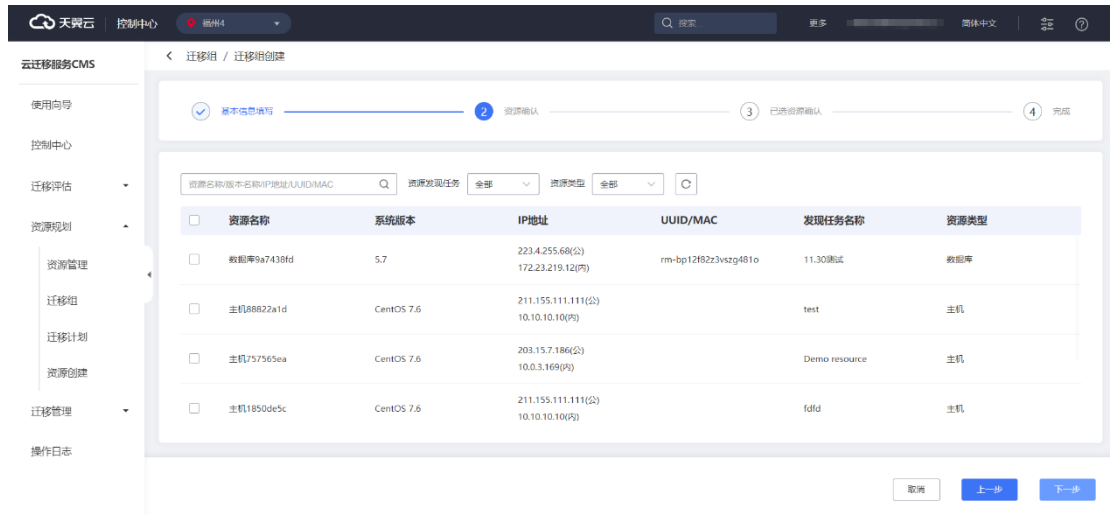 天翼云 控制中心 福州4 搜索... 更多 简体中文
云迁移服务CMS
使用向导
控制中心
迁移评估
资源规划
资源管理
迁移组
迁移计划
资源创建
迁移管理
操作日志
迁移组 / 迁移组创建
基本信息填写 2 资源确认 3 已选资源确认 4 完成
资源名称/版本名称/IP地址/UUID/MAC 资源发现任务 全部 资源类型 全部
资源名称 系统版本 IP地址 UUID/MAC 发现任务名称 资源类型
数据库9a7438fd 5.7 223.4.255.68(公) rm-bp12f82z3vszg481o 11.30测试 数据库
172.23.219.12(内)
主机88822a1d CentOS 7.6 211.155.111.111(公) test 主机
10.10.10.10(内)
主机757565ea CentOS 7.6 203.15.7.186(公) Demo resource 主机
10.0.3.169(内)
主机1850de5c CentOS 7.6 211.155.111.111(公) fdfd 主机
10.10.10.10(内)
取消 上一步 下一步